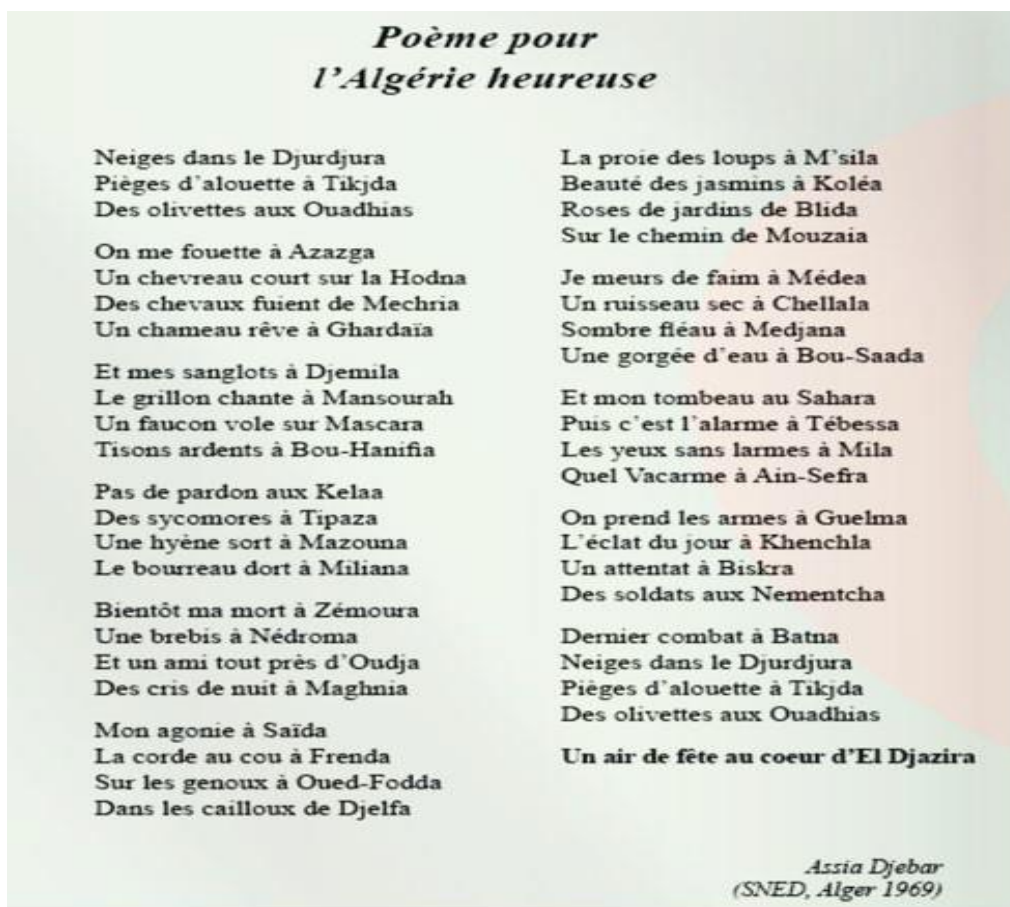 Poème pour
l'Algérie heureuse
Neiges dans le Djurdjura
Pièges d'alouette à Tikjda
Des olivettes aux Ouadhias
On me fouette à Azazga
Un chevreau court sur la Hodna
Des chevaux fuient de Mechria
Un chameau rêve à Ghardaïa
Et mes sanglots à Djemila
Le grillon chante à Mansourah
Un faucon vole sur Mascara
Tisons ardents à Bou-Hanifia
Pas de pardon aux Kelaa
Des sycomores à Tipaza
Une hyène sort à Mazouna
Le bourreau dort à Miliana
Bientôt ma mort à Zémoura
Une brebis à Nédroma
Et un ami tout près d'Oudja
Des cris de nuit à Maghnia
Mon agonie à Saïda
La corde au cou à Frenda
Sur les genoux à Oued-Fodda
Dans les cailloux de Djelfa
La proie des loups à M'sila
Beauté des jasmins à Koléa
Roses de jardins de Blida
Sur le chemin de Mouzaia
Je meurs de faim à Médea
Un ruisseau sec à Chellala
Sombre fléau à Medjana
Une gorgée d'eau à Bou-Saada
Et mon tombeau au Sahara
Puis c'est l'alarme à Tébessa
Les yeux sans larmes à Mila
Quel Vacarme à Ain-Sefra
On prend les armes à Guelma
L'éclat du jour à Khenchla
Un attentat à Biskra
Des soldats aux Nementcha
Dernier combat à Batna
Neiges dans le Djurdjura
Pièges d'alouette à Tikjda
Des olivettes aux Ouadhias
Un air de fête au coeur d'El Djazira
Assia Djebar
(SNED, Alger 1969)